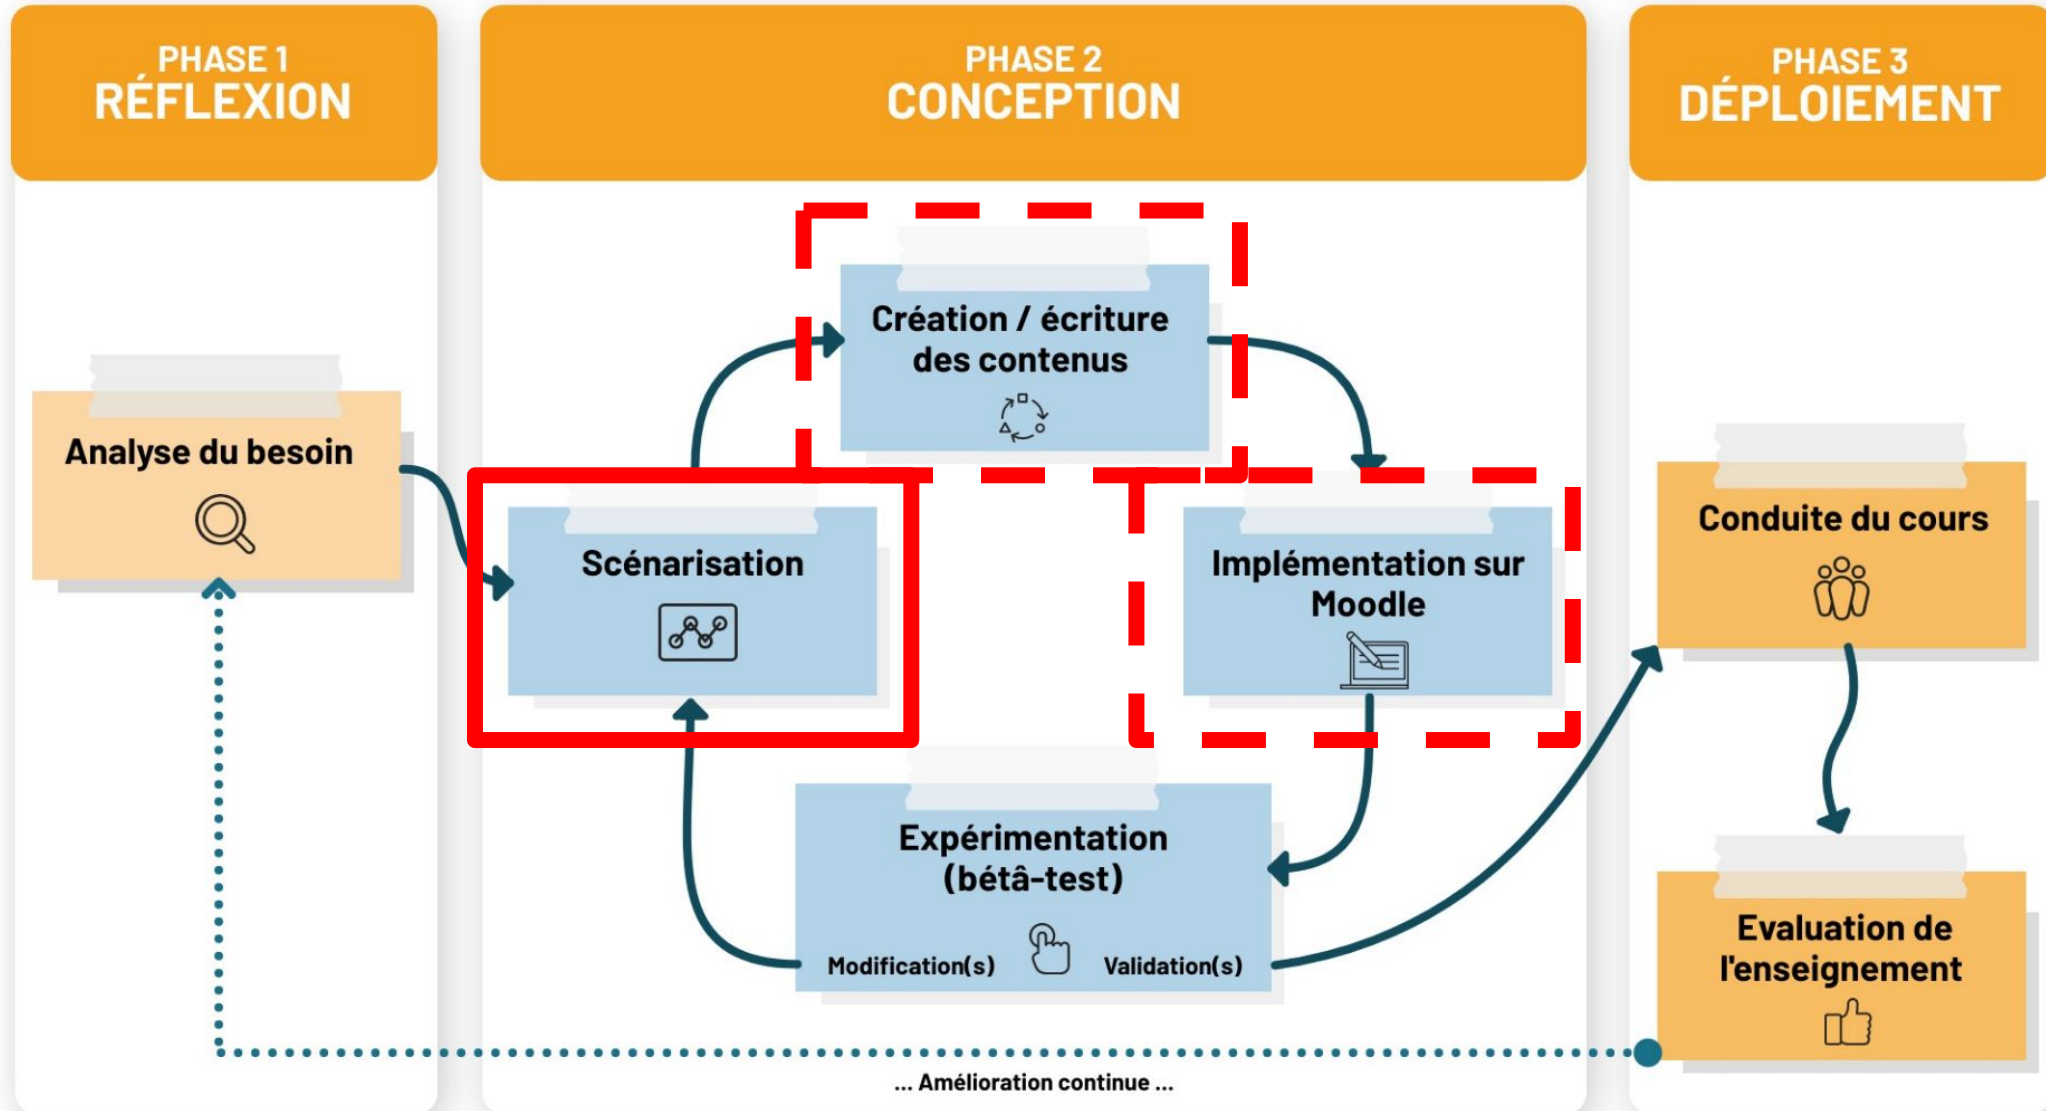 PHASE 1
RÉFLEXION
Analyse du besoin
PHASE 2
CONCEPTION
Création / écriture
des contenus
Scénarisation
Implémentation sur
Moodle
Expérimentation
(bétâ-test)
Modification(s)
Validation(s)
PHASE 3
DÉPLOIEMENT
Conduite du cours
Evaluation de
l'enseignement
... Amélioration continue ...